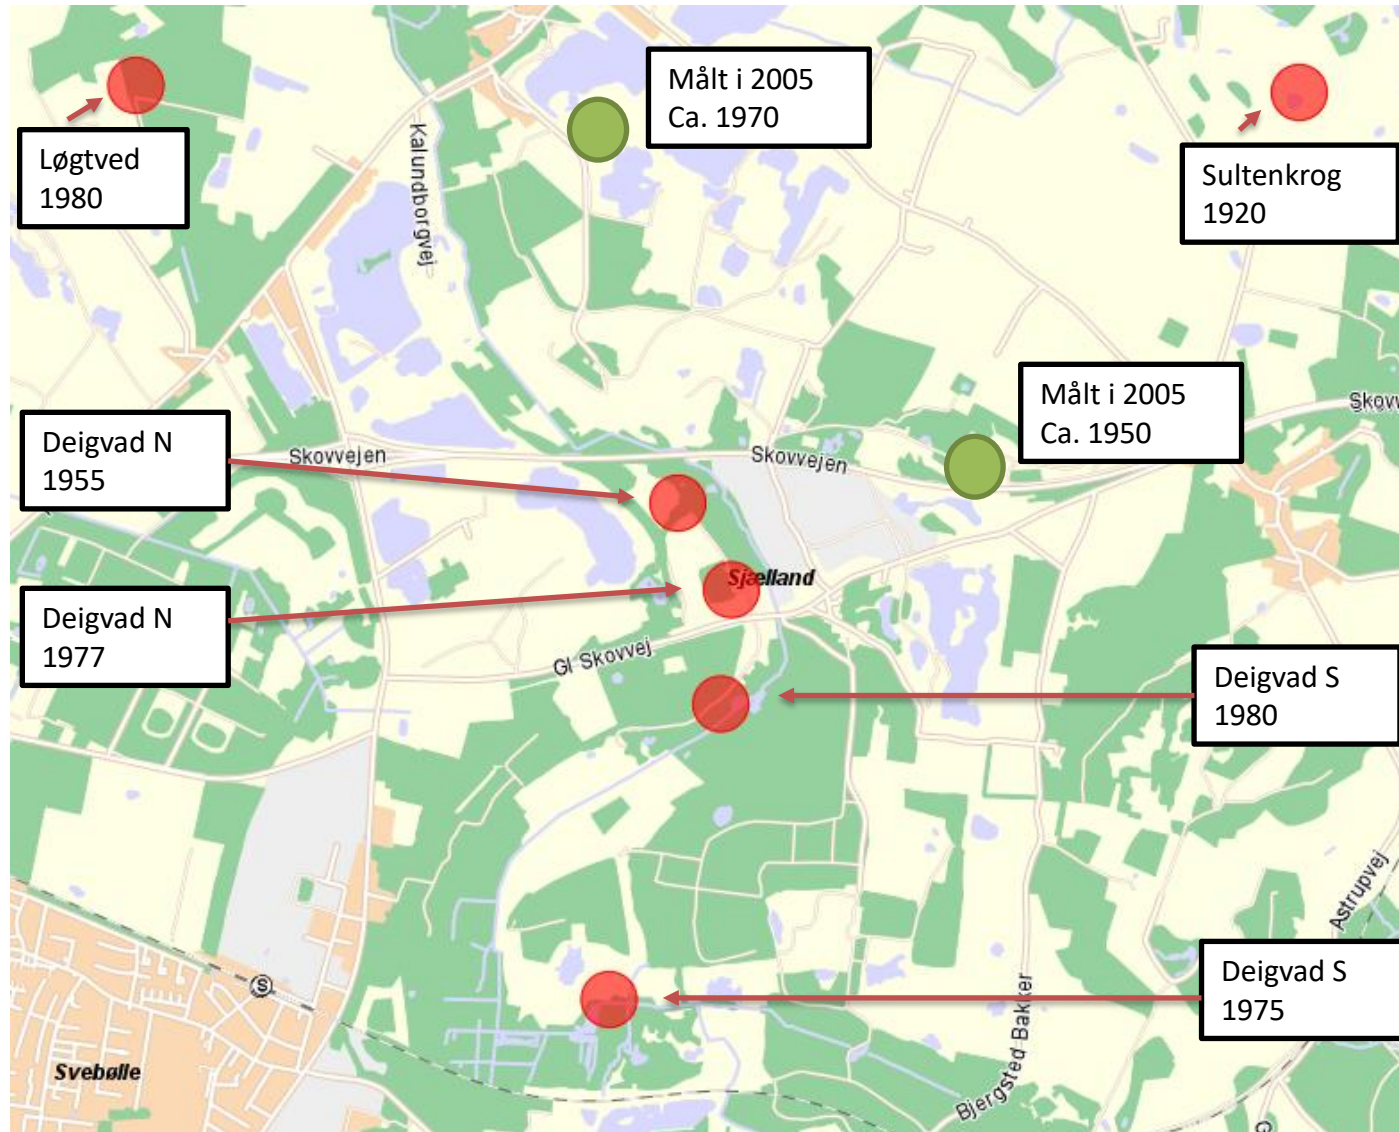 Målt i 2005
Ca. 1970
Løgtved
1980
Kalundborgvej
Sultenkrog
1920
Målt i 2005
Ca. 1950
Skovv
Deigvad N
1955
Skovvejen
Skovvejen
Sjælland
Deigvad N
1977
Gl Skovvej
Deigvad S
1980
Astrupvej
Deigvad S
1975
S
Bjergsted Bakker
Svebølle
G